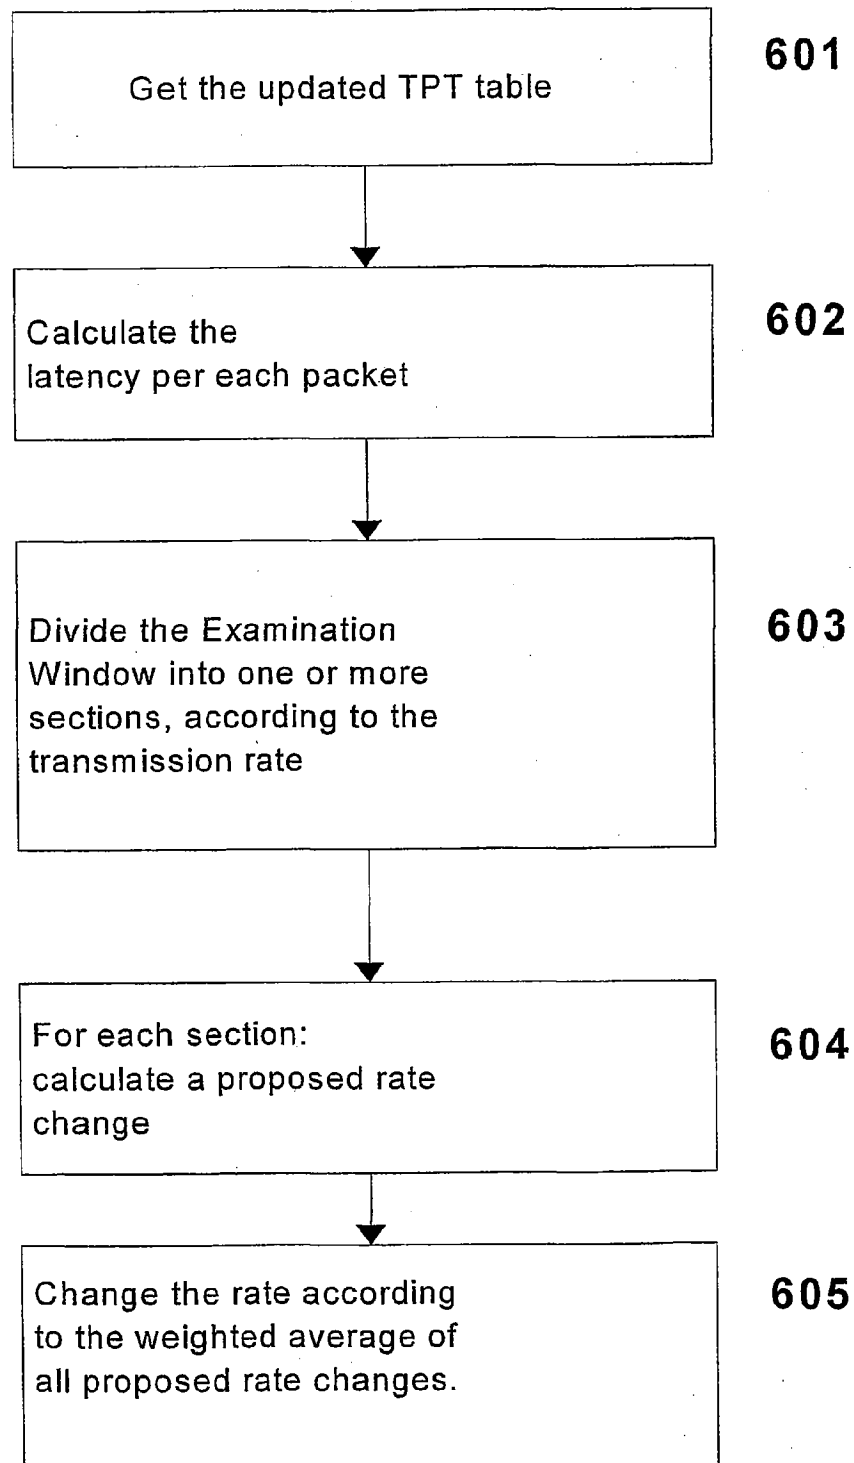 601
Get the updated TPT table
602
Calculate the
latency per each packet
603
Divide the Examination
Window into one or more
sections, according to the
transmission rate
604
For each section:
calculate a proposed rate
change
605
Change the rate according
to the weighted average of
all proposed rate changes.